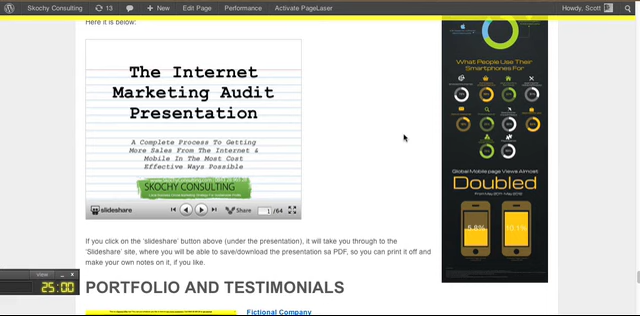 Skochy Consulting 13 + New Edit Page Performance Activate PageLaser Howdy, Scott
Here it is below:
The Internet
Marketing Audit
Presentation
A Complete Process To Getting
More Sales From The Internet &
Mobile In The Most Cost
Effective Ways Possible
SKOCHY CONSULTING
slideshare Share 1 /64
If you click on the 'slideshare' button above (under the presentation), it will take you through to the
'Slideshare' site, where you will be able to save/download the presentation sa PDF, so you can print it off and
make your own notes on it, if you like.
View
25:00
PORTFOLIO AND TESTIMONIALS
Fictional Company
What People Use Their
Smartphones For
Global Mobile page Views Almost
Doubled
5.8% 10.1%